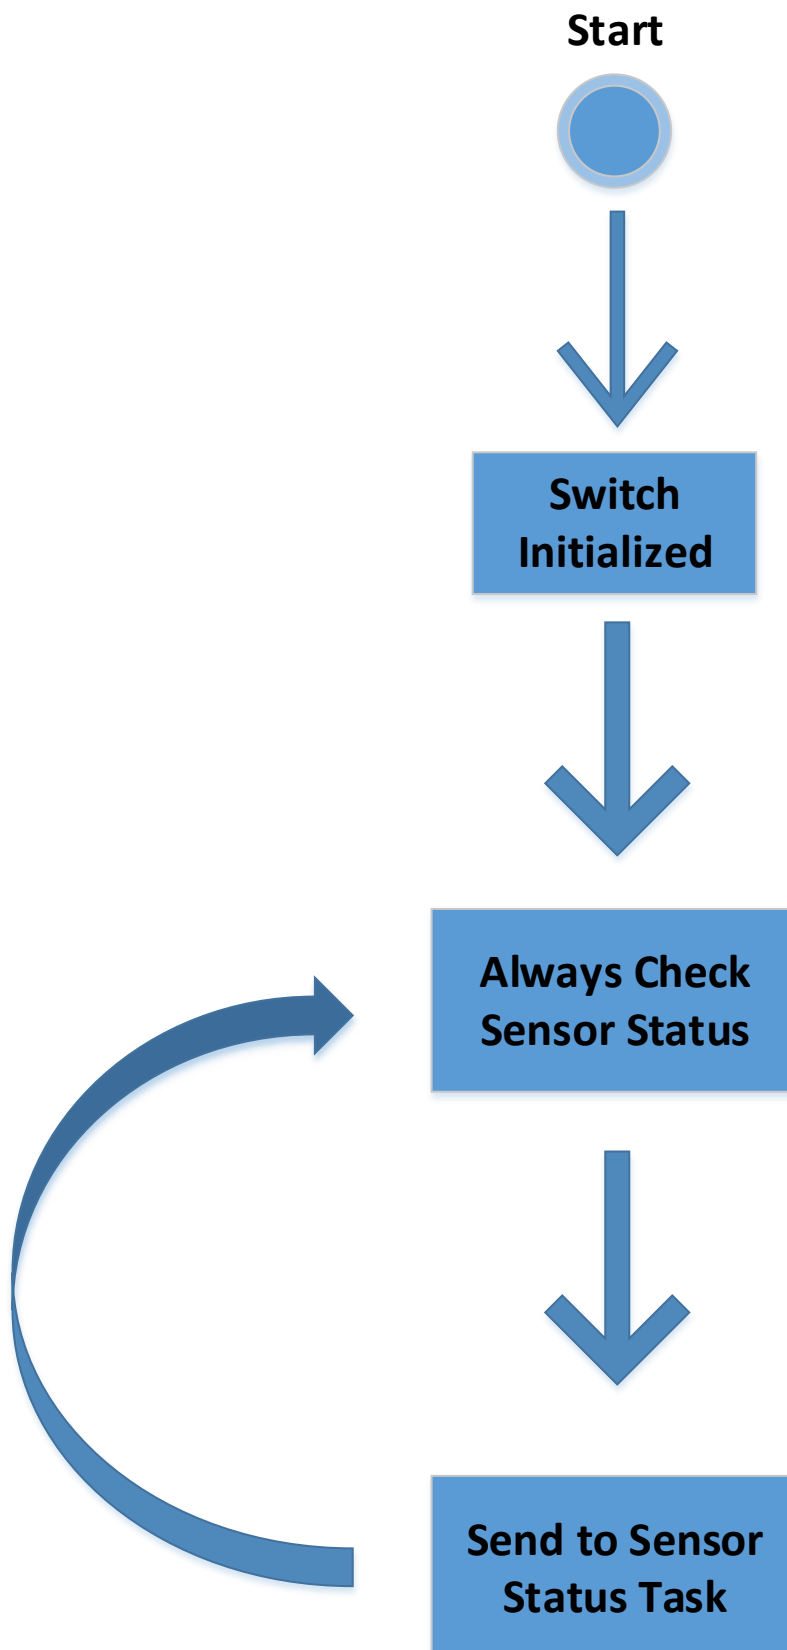 Start
Switch
Initialized
Always Check
Sensor Status
Send to Sensor
Status Task